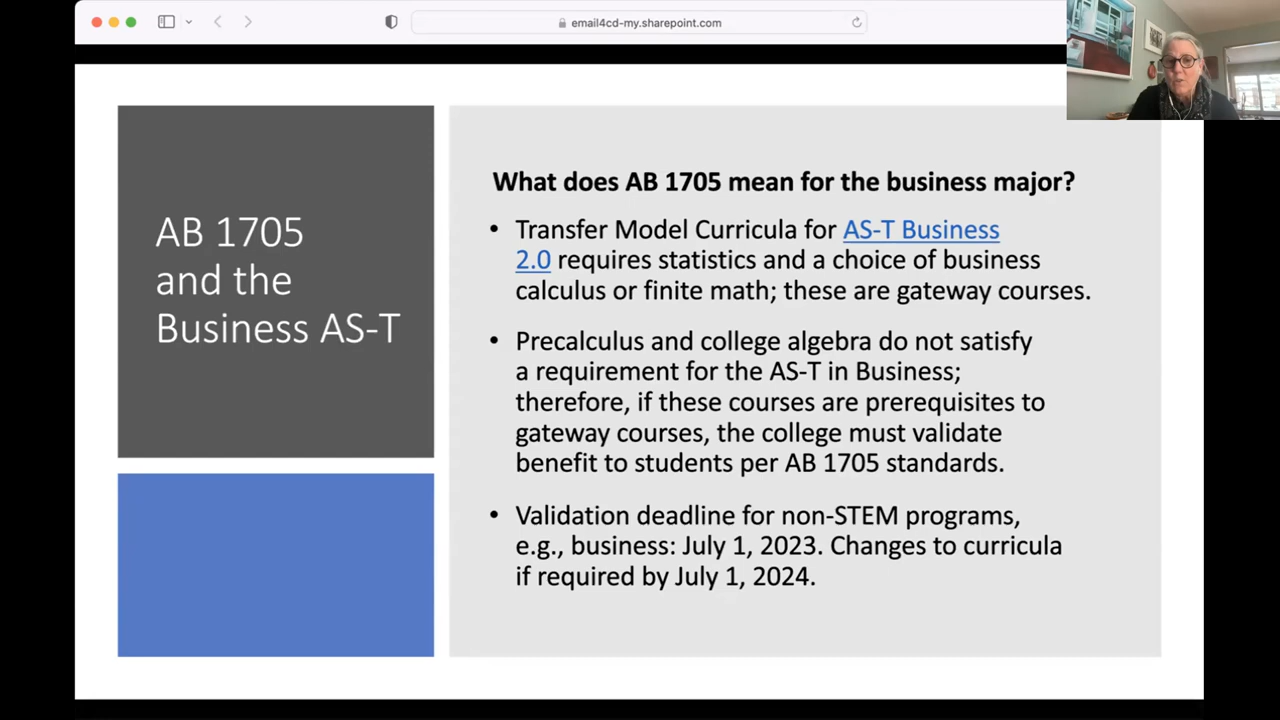 email4cd-my.sharepoint.com
AB 1705
and the
Business AS-T
What does AB 1705 mean for the business major?
• Transfer Model Curricula for AS-T Business
2.0 requires statistics and a choice of business
calculus or finite math; these are gateway courses.
• Precalculus and college algebra do not satisfy
a requirement for the AS-T in Business;
therefore, if these courses are prerequisites to
gateway courses, the college must validate
benefit to students per AB 1705 standards.
• Validation deadline for non-STEM programs,
e.g., business: July 1, 2023. Changes to curricula
if required by July 1, 2024.